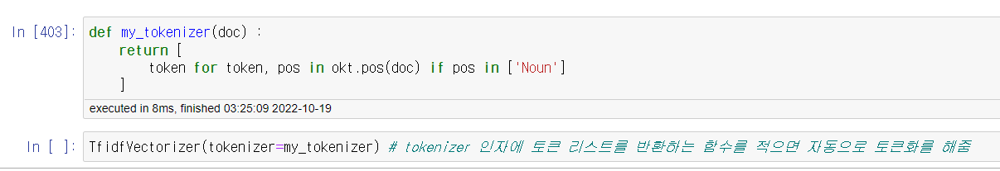 In [403]: def my_tokenizer(doc) :
return [
token for token, pos in okt.pos(doc) if pos in ['Noun']
]
executed in 8ms, finished 03:25:09 2022-10-19
In [ ]: TfidfVectorizer(tokenizer=my_tokenizer) # tokenizer 인자에 토큰 리스트를 반환하는 함수를 적으면 자동으로 토큰화를 해줌